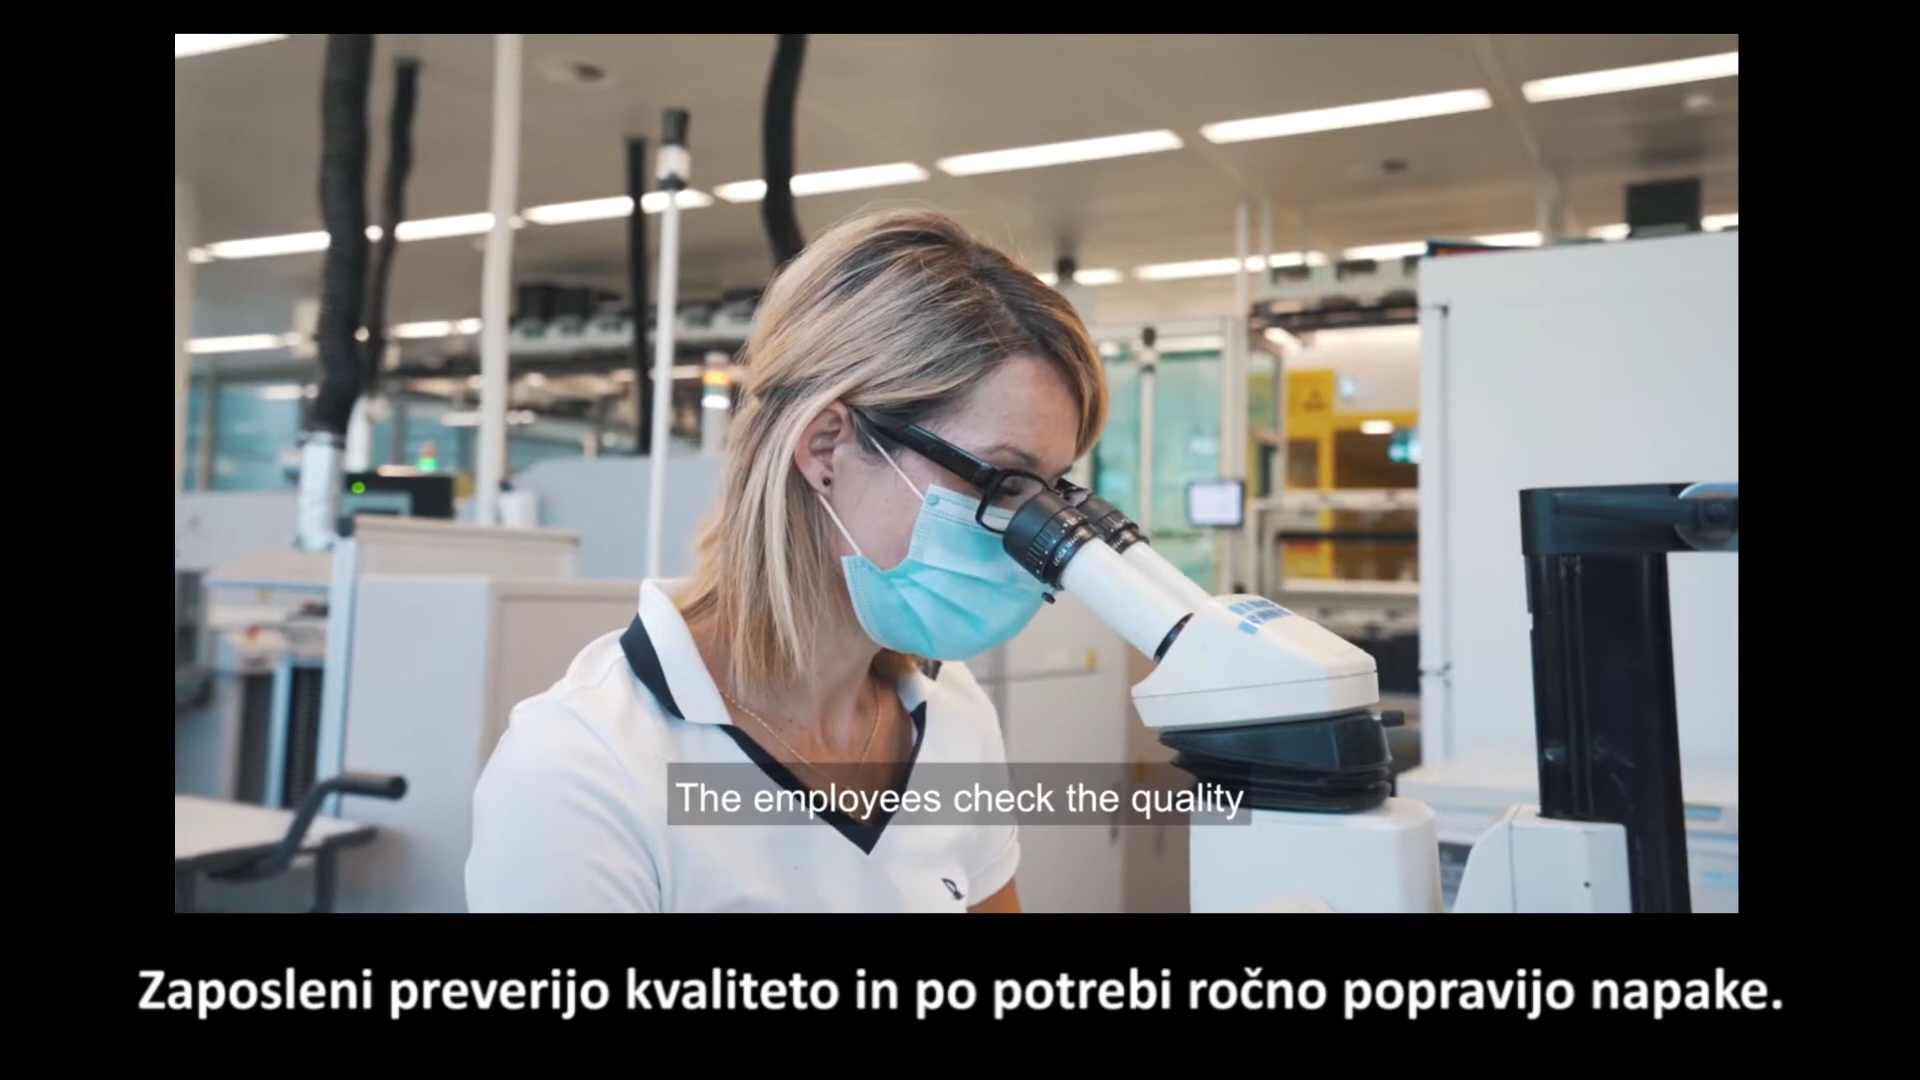 The employees check the quality
Zaposleni preverijo kvaliteto in po potrebi ročno popravijo napake.